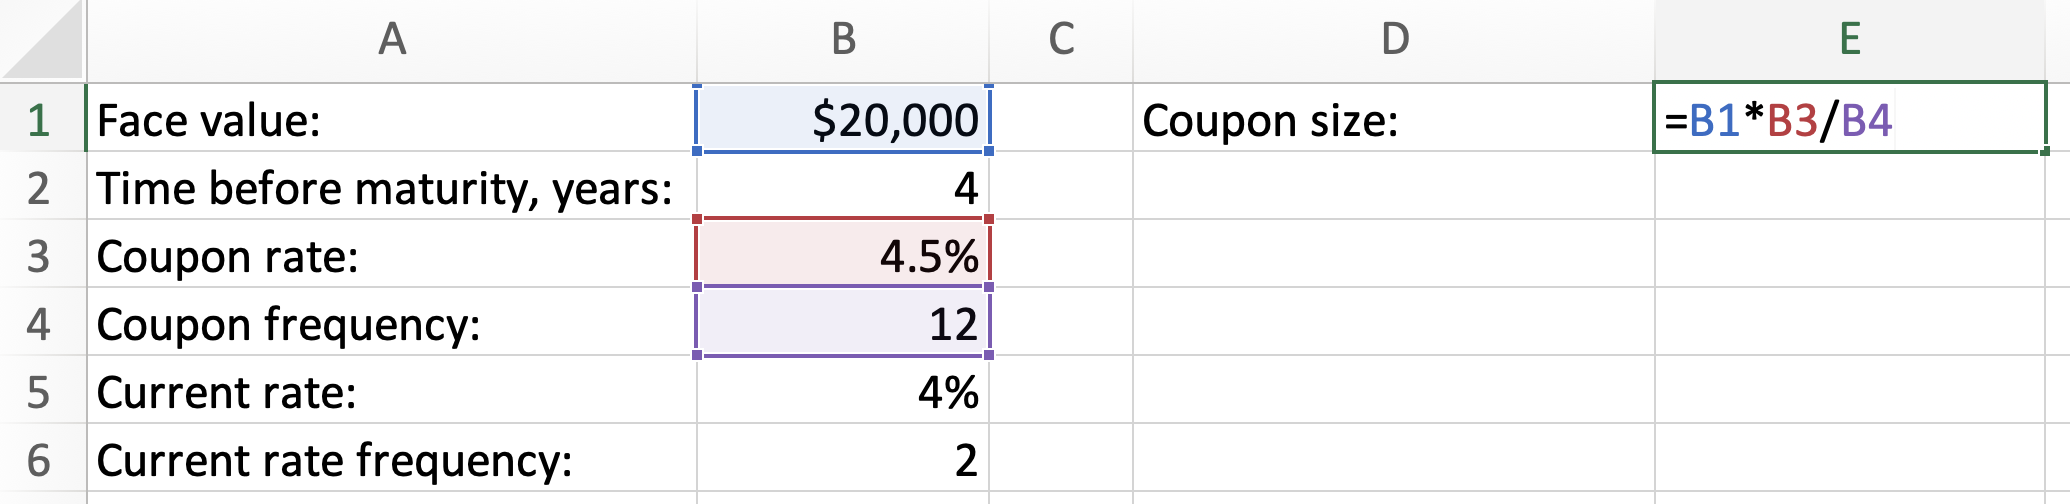 A B C D E
1 Face value: $20,000 Coupon size: =B1*B3/B4
2 Time before maturity, years: 4
3 Coupon rate: 4.5%
4 Coupon frequency: 12
5 Current rate: 4%
6 Current rate frequency: 2